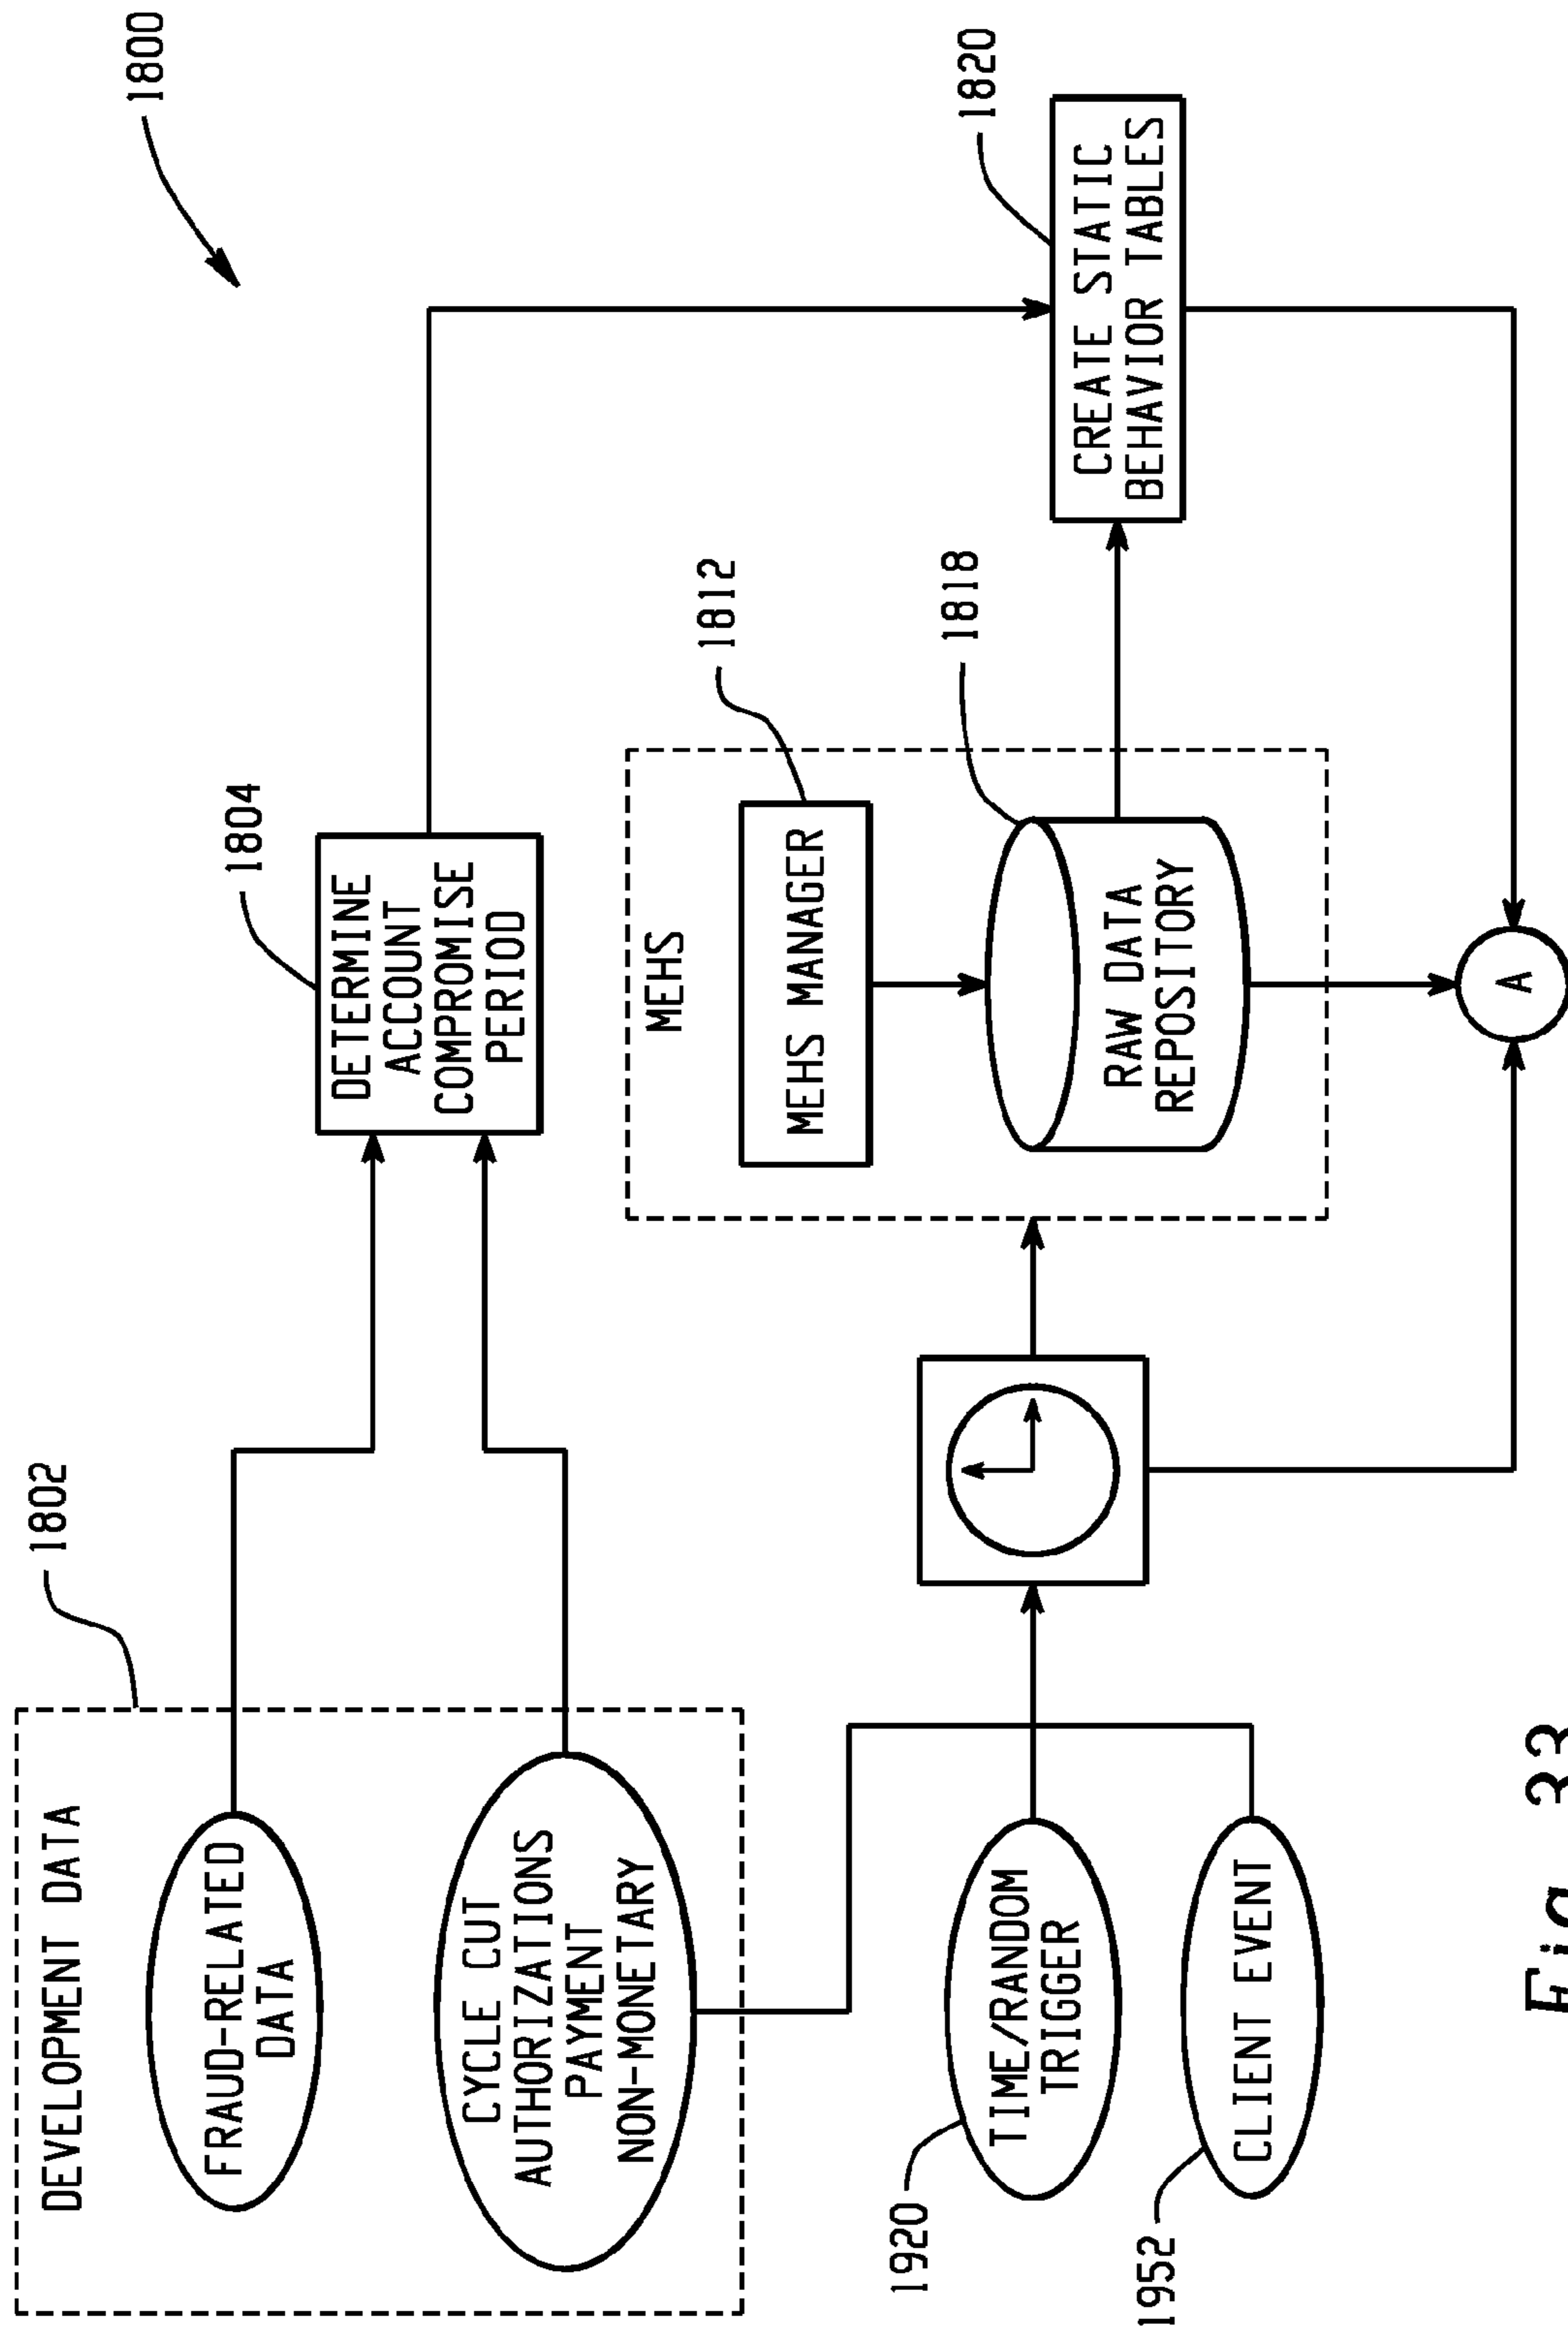 1800
1802
DEVELOPMENT DATA
FRAUD-RELATED
DATA
CYCLE CUT
AUTHORIZATIONS
PAYMENT
NON-MONETARY
1804
DETERMINE
ACCOUNT
COMPROMISE
PERIOD
MEHS
1812
MEHS MANAGER
1818
RAW DATA
REPOSITORY
1820
CREATE STATIC
BEHAVIOR TABLES
1920
TIME/RANDOM
TRIGGER
1952
CLIENT EVENT
A
Fig. 33